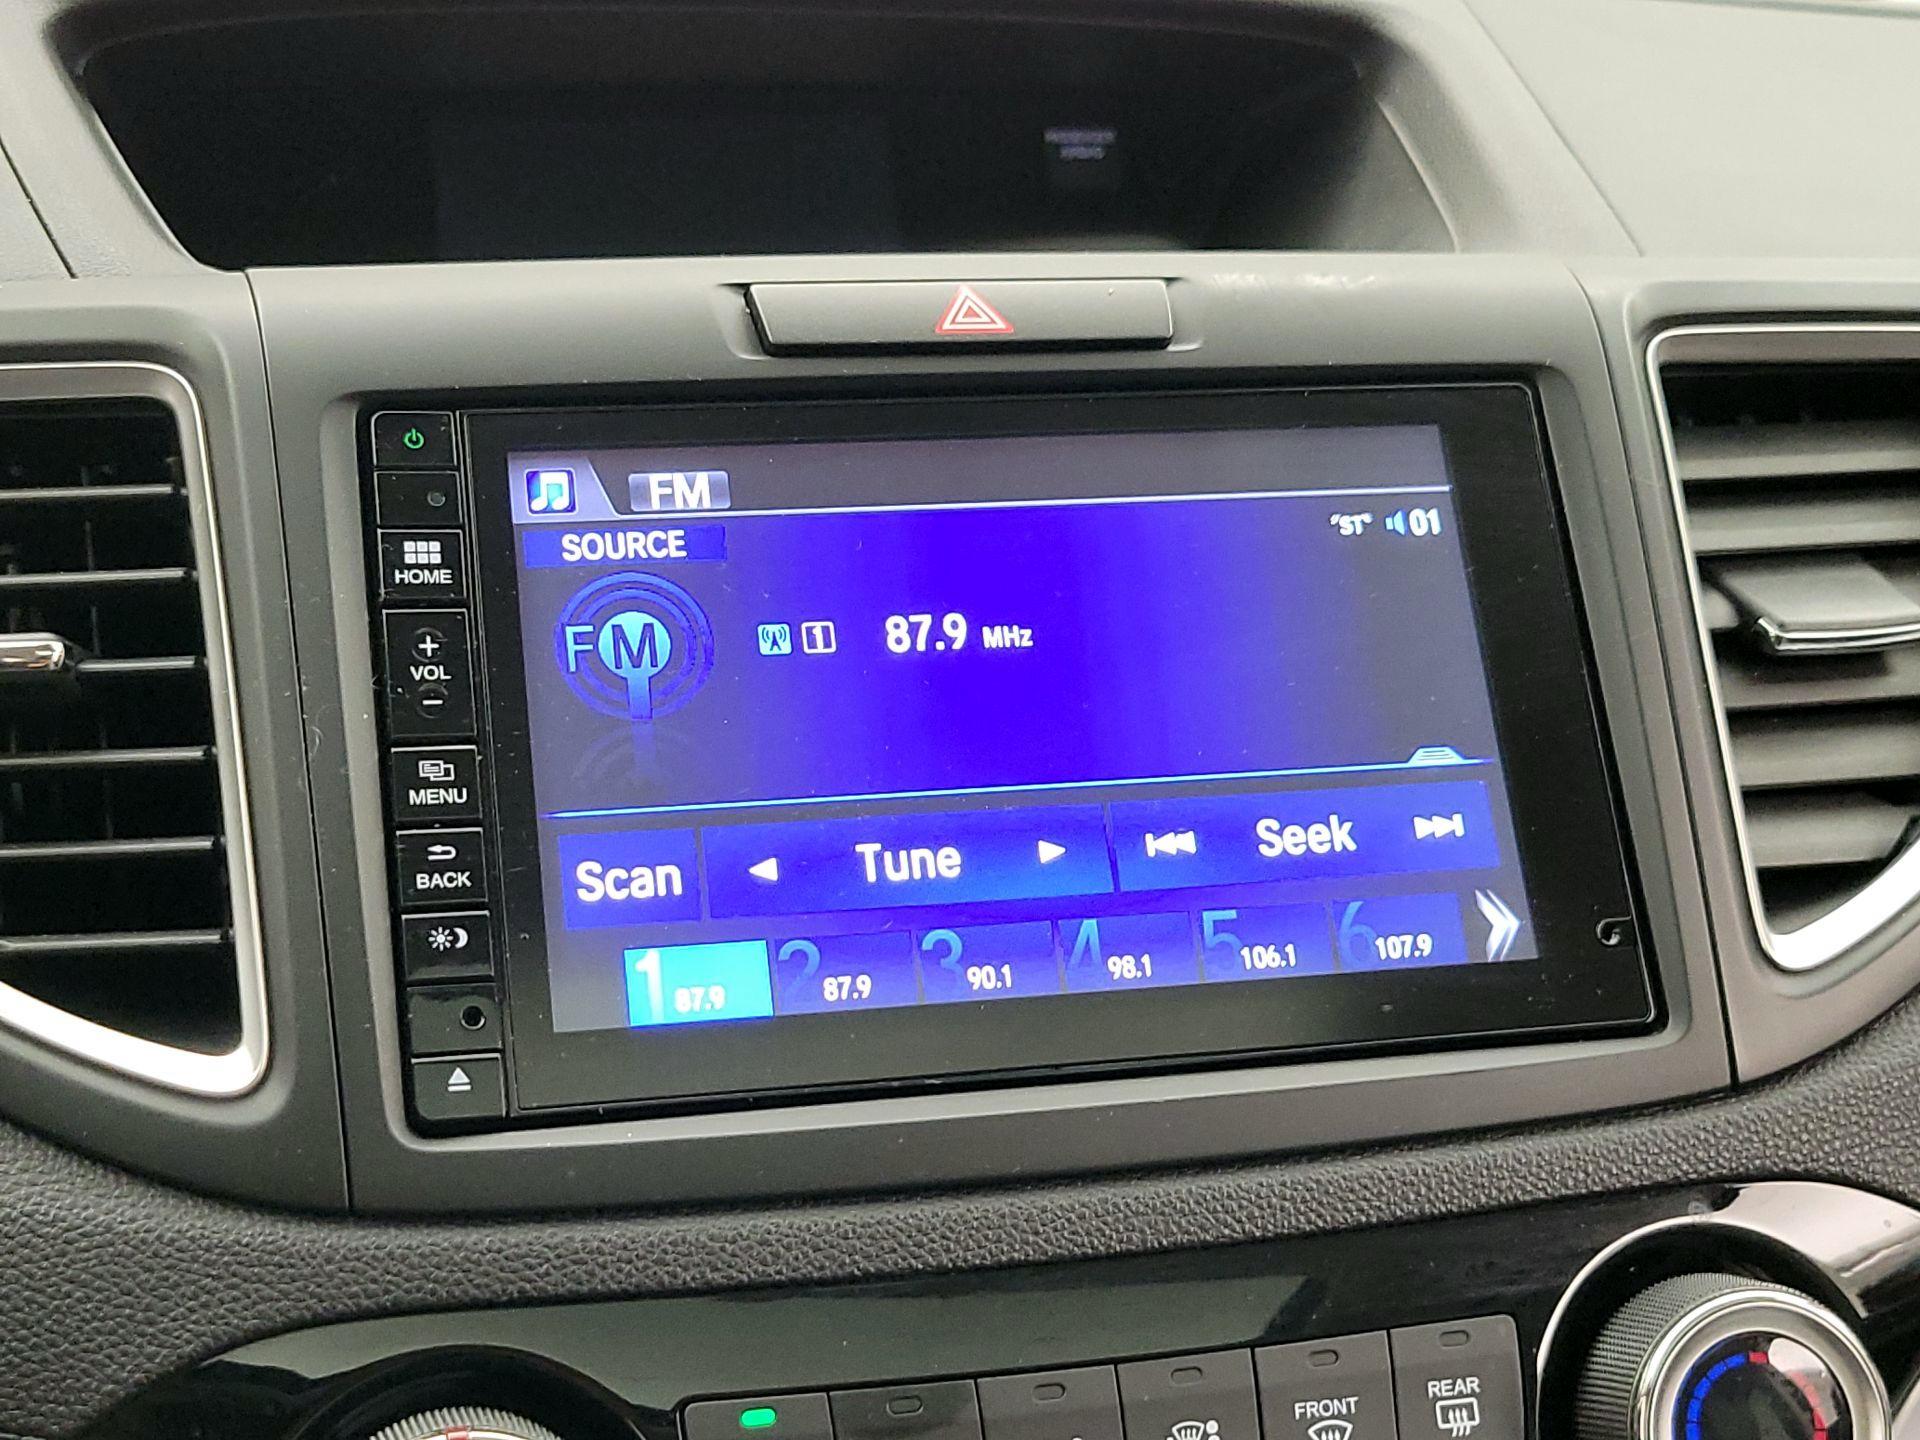 FM
SOURCE
"ST" 01
FM
1 87.9 MHz
HOME
+
VOL
-
MENU
BACK
Scan Tune Seek
1 87.9 2 87.9 3 90.1 4 98.1 5 106.1 6 107.9
FRONT
REAR